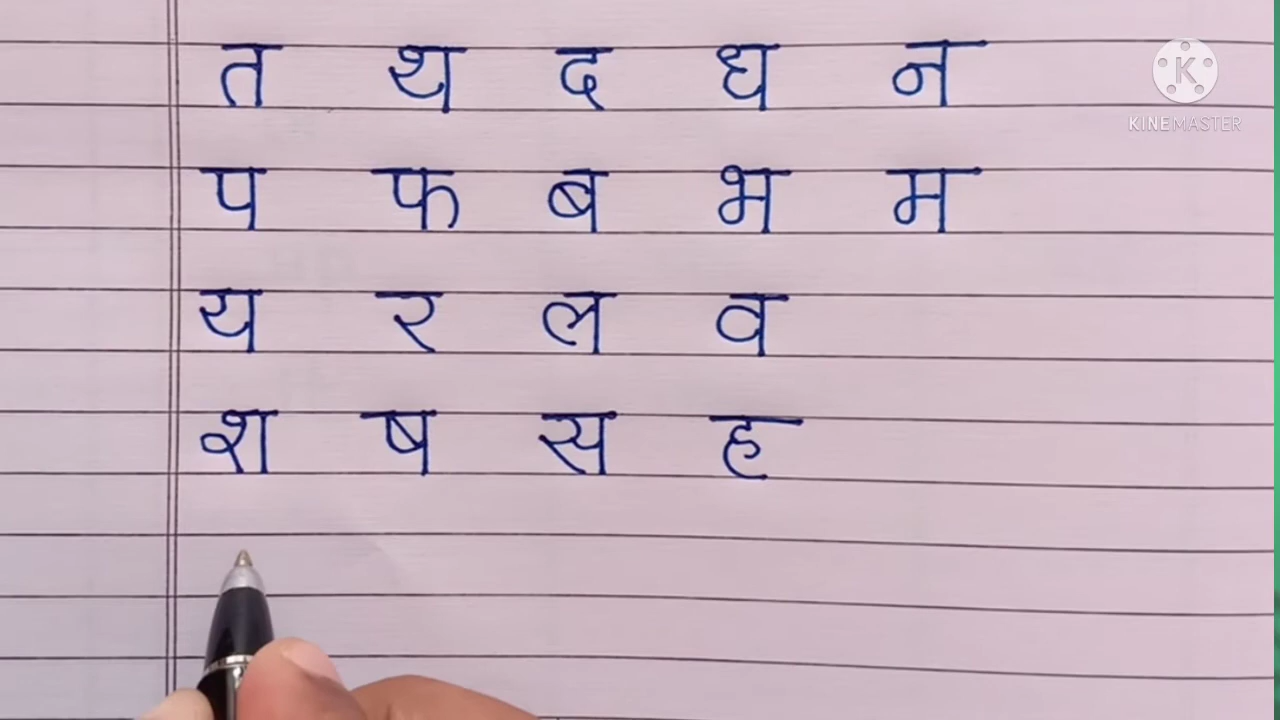 त थ द ध न
KINEMASTER
प फ ब भ म
य र ल व
श ष स ह